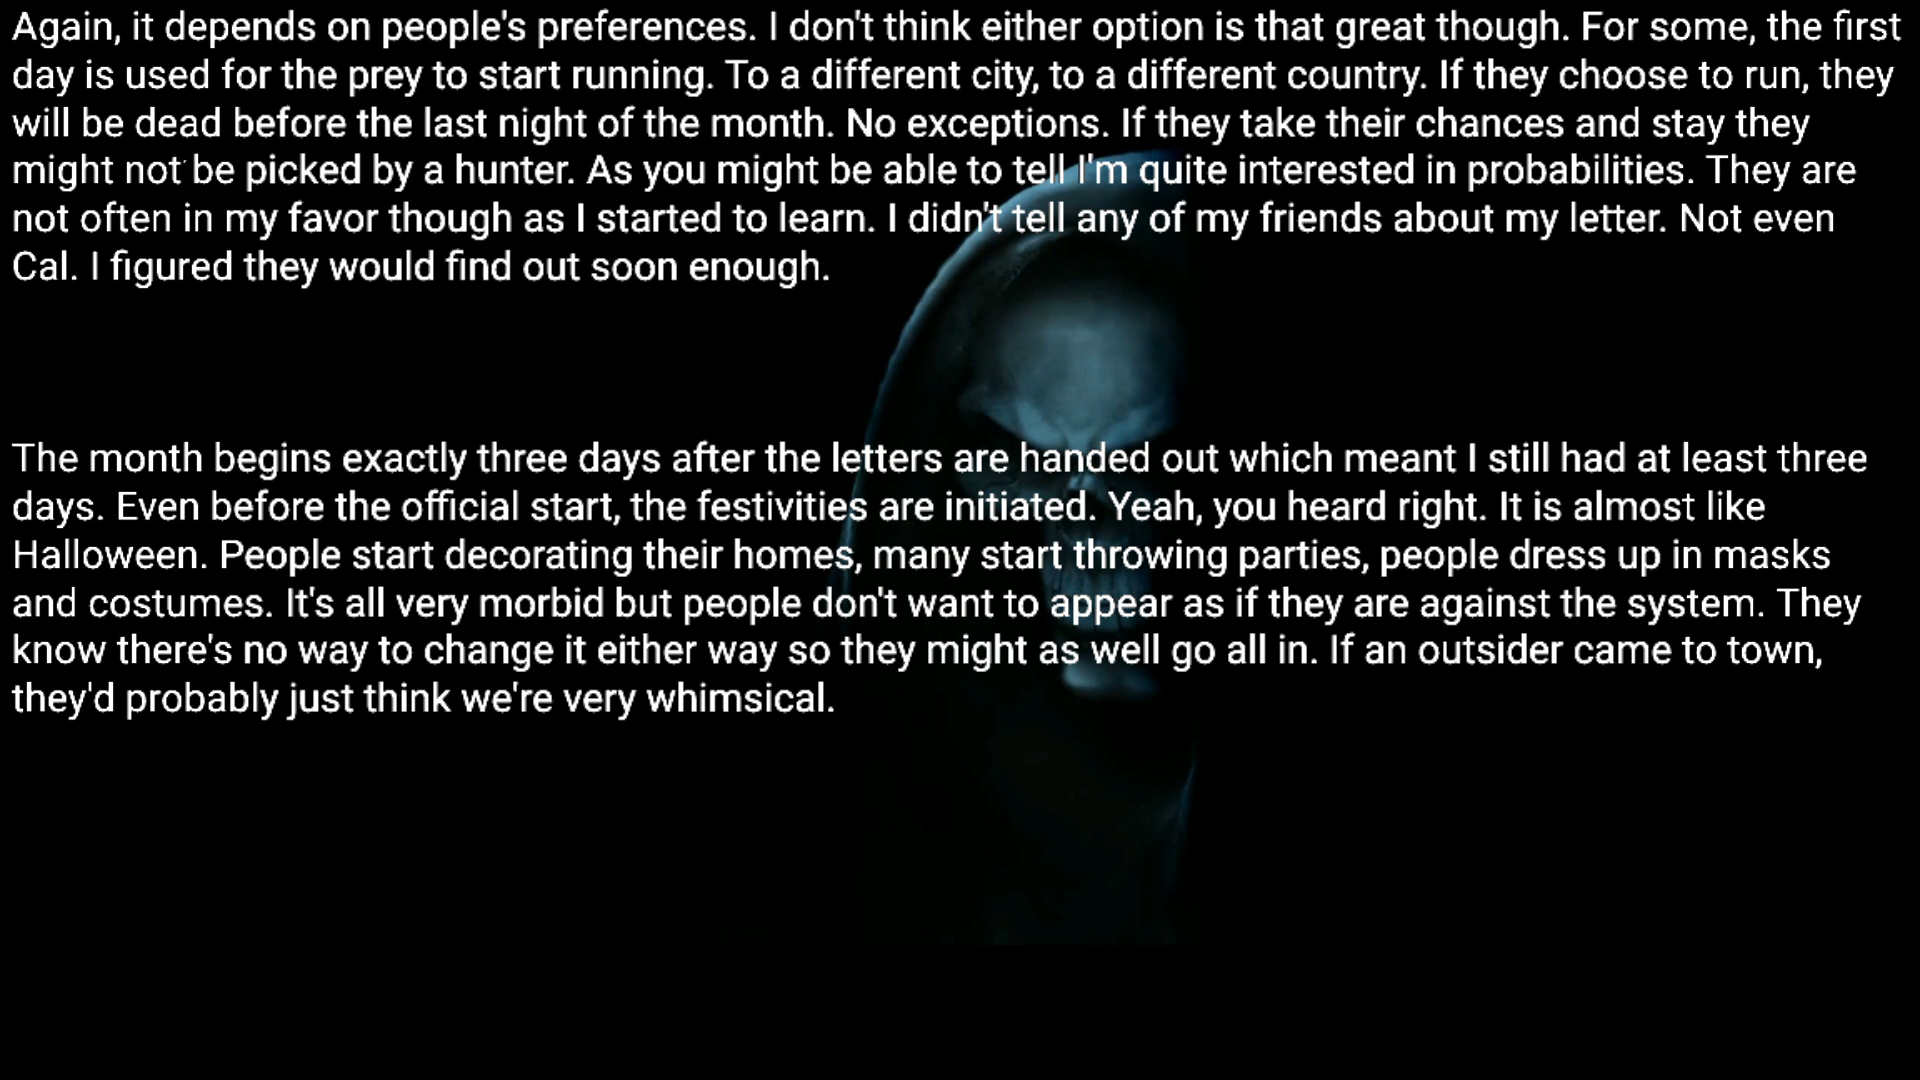 Again, it depends on people's preferences. I don't think either option is that great though. For some, the first
day is used for the prey to start running. To a different city, to a different country. If they choose to run, they
will be dead before the last night of the month. No exceptions. If they take their chances and stay they
might not be picked by a hunter. As you might be able to tell I'm quite interested in probabilities. They are
not often in my favor though as I started to learn. I didn't tell any of my friends about my letter. Not even
Cal. I figured they would find out soon enough.
The month begins exactly three days after the letters are handed out which meant I still had at least three
days. Even before the official start, the festivities are initiated. Yeah, you heard right. It is almost like
Halloween. People start decorating their homes, many start throwing parties, people dress up in masks
and costumes. It's all very morbid but people don't want to appear as if they are against the system. They
know there's no way to change it either way so they might as well go all in. If an outsider came to town,
they'd probably just think we're very whimsical.